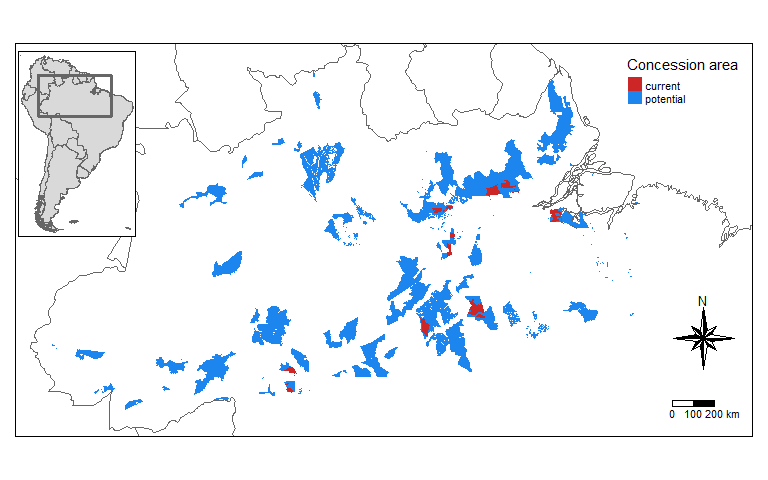 Concession area
current
potential
N
0 100 200 km